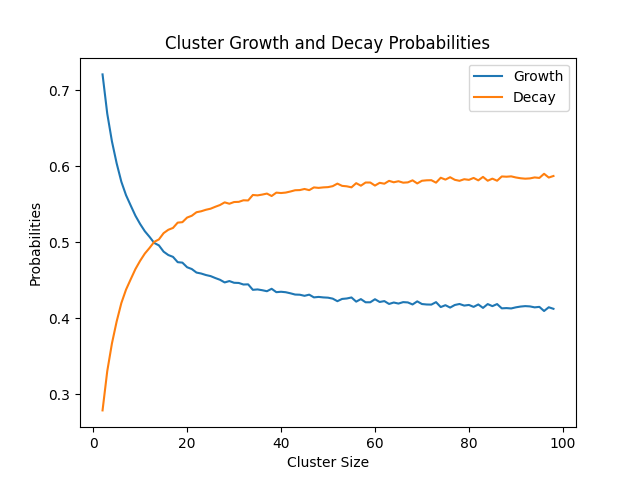 Cluster Growth and Decay Probabilities
Growth
Decay
Probabilities
0.7
0.6
0.5
0.4
0.3
0 20 40 60 80 100
Cluster Size